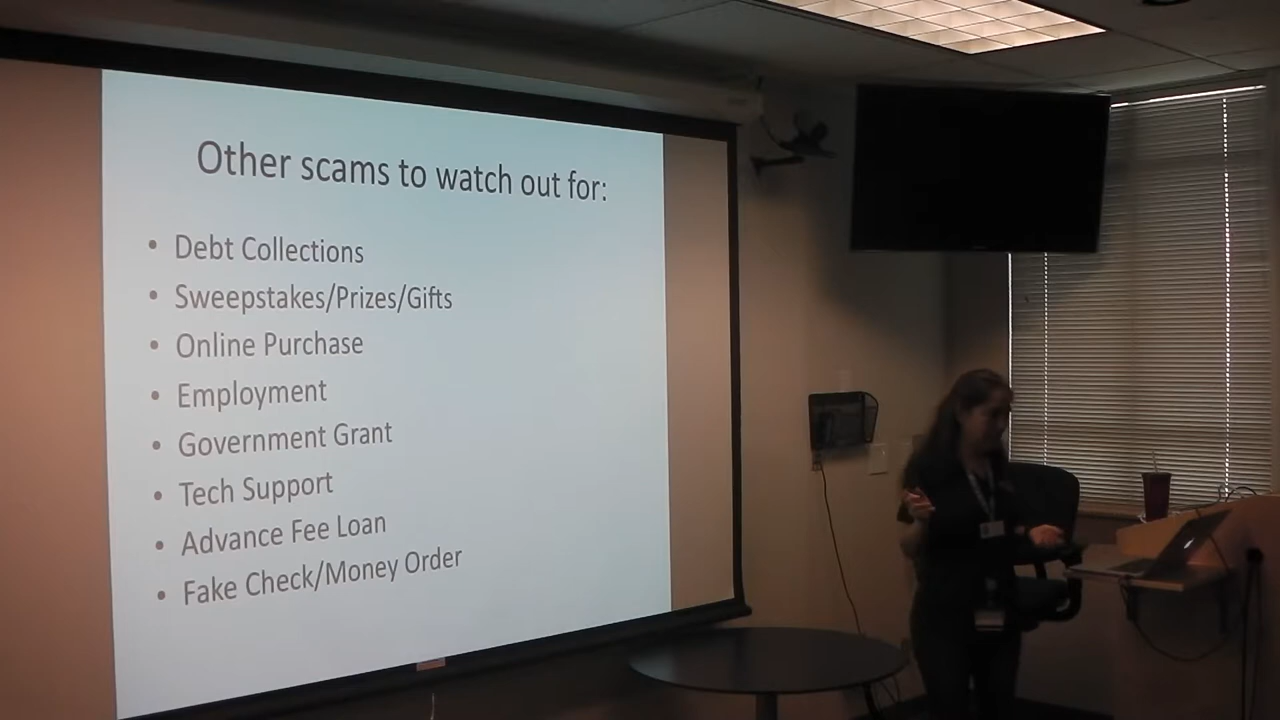 Other scams to watch out for:
• Debt Collections
• Sweepstakes/Prizes/Gifts
• Online Purchase
• Employment
• Government Grant
• Tech Support
• Advance Fee Loan
• Fake Check/Money Order